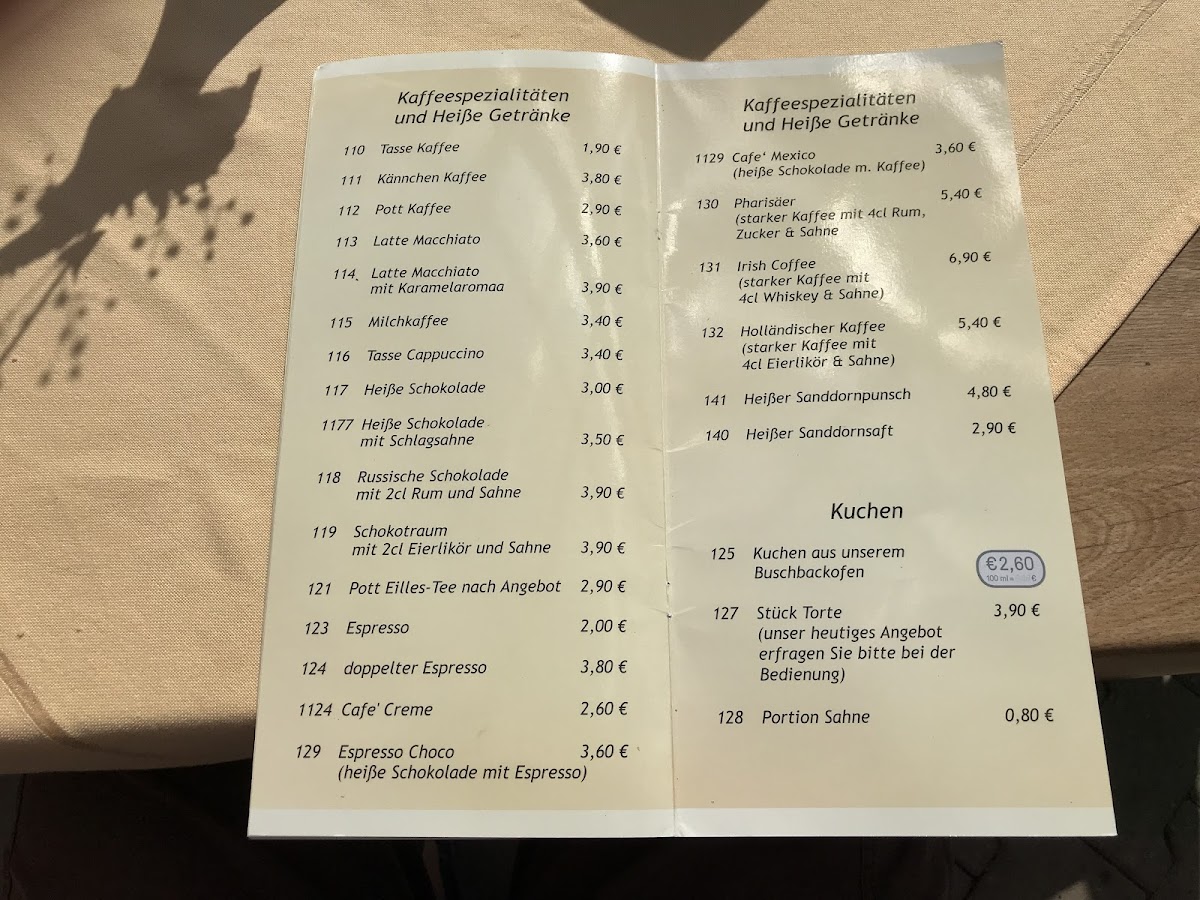 Kaffeespezialitäten
und Heiße Getränke
110 Tasse Kaffee 1,90 €
111 Kännchen Kaffee 3,80 €
112 Pott Kaffee 2,90 €
113 Latte Macchiato 3,60 €
114 Latte Macchiato
mit Karamelaromaa 3,90 €
115 Milchkaffee 3,40 €
116 Tasse Cappuccino 3,40 €
117 Heiße Schokolade 3,00 €
1177 Heiße Schokolade
mit Schlagsahne 3,50 €
118 Russische Schokolade
mit 2cl Rum und Sahne 3,90 €
119 Schokotraum
mit 2cl Eierlikör und Sahne 3,90 €
121 Pott Eilles-Tee nach Angebot 2,90 €
123 Espresso 2,00 €
124 doppelter Espresso 3,80 €
1124 Cafe' Creme 2,60 €
129 Espresso Choco 3,60 €
(heiße Schokolade mit Espresso)
Kaffeespezialitäten
und Heiße Getränke
1129 Cafe‘ Mexico 3,60 €
(heiße Schokolade m. Kaffee)
130 Pharisäer 5,40 €
(starker Kaffee mit 4cl Rum,
Zucker & Sahne
131 Irish Coffee 6,90 €
(starker Kaffee mit
4cl Whiskey & Sahne)
132 Holländischer Kaffee 5,40 €
(starker Kaffee mit
4cl Eierlikör & Sahne)
141 Heißer Sanddornpunsch 4,80 €
140 Heißer Sanddornsaft 2,90 €
Kuchen
125 Kuchen aus unserem €2,60
Buschbackofen 100 ml = €
127 Stück Torte 3,90 €
(unser heutiges Angebot
erfragen Sie bitte bei der
Bedienung)
128 Portion Sahne 0,80 €